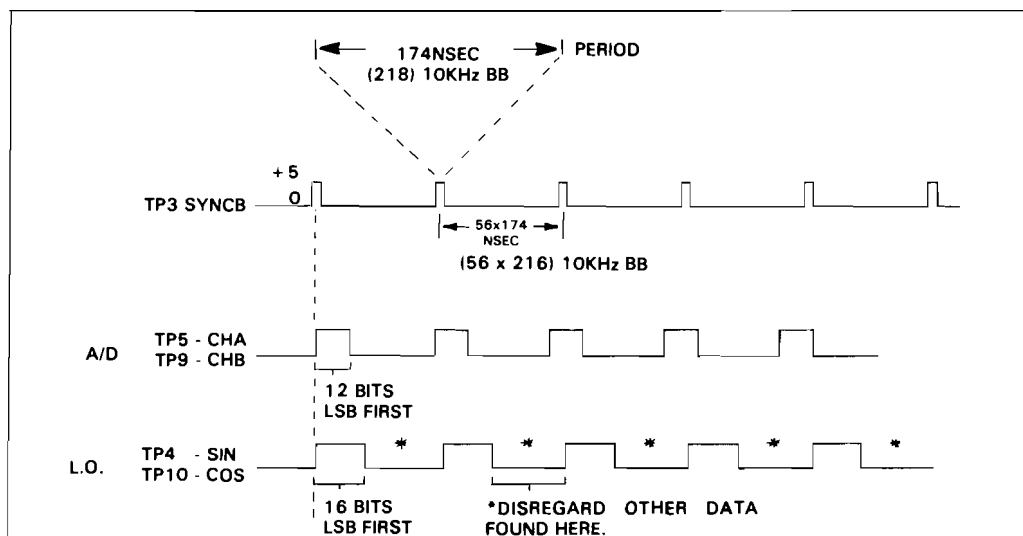 174NSEC PERIOD
(218) 10KHz BB
+ 5
0
TP3 SYNCB
56x174
NSEC
(56 x 216) 10KHz BB
A/D
TP5 - CHA
TP9 - CHB
12 BITS
LSB FIRST
* * * * *
L.O.
TP4 - SIN
TP10 - COS
16 BITS
LSB FIRST
*DISREGARD OTHER DATA
FOUND HERE.